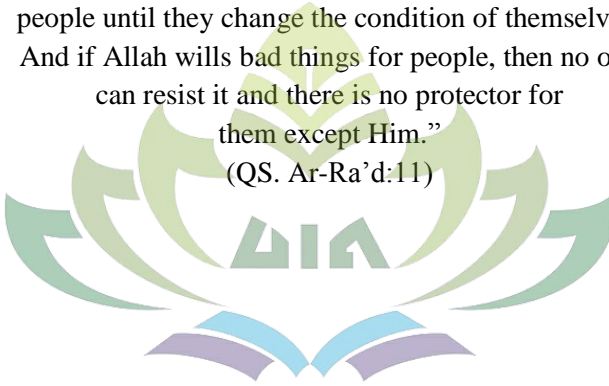 people until they change the condition of
And if Allah wills bad things for people, then no
can resist it and there is no protector for
them except Him.”
(QS. Ar-Ra’d:11)
UIN